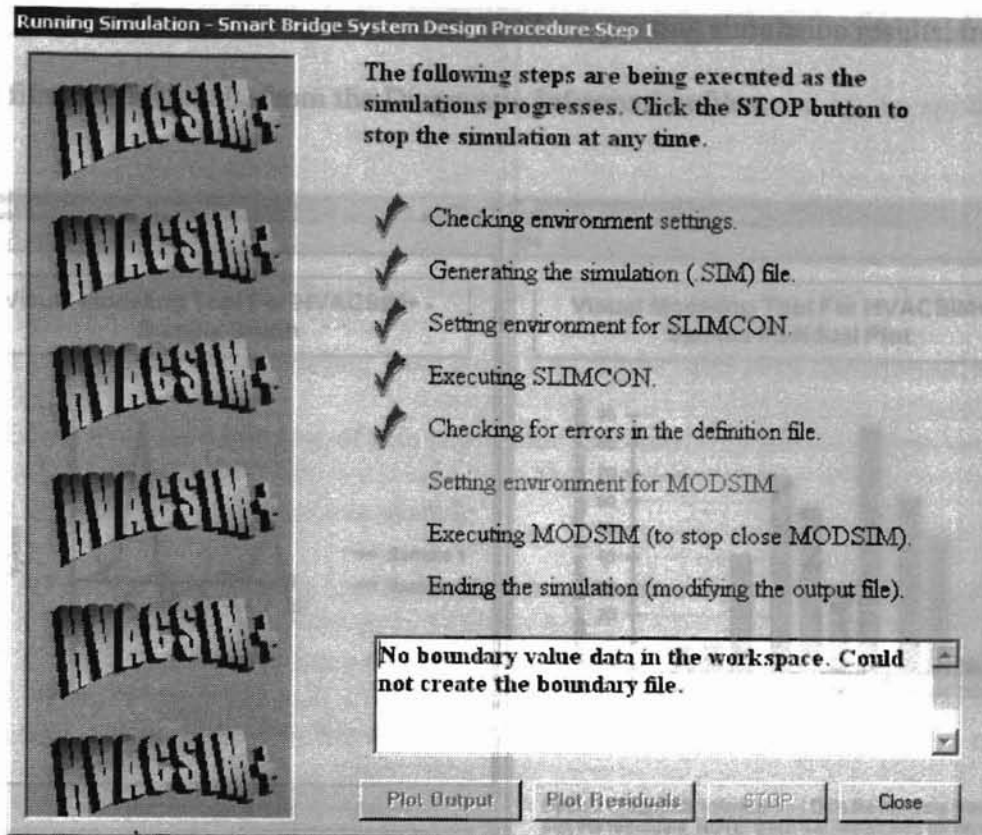 Running Simulation - Smart Bridge System Design Procedure Step 1
HVACSIM+
HVACSIM+
HVACSIM+
HVACSIM+
HVACSIM+
HVACSIM+
The following steps are being executed as the
simulations progresses. Click the STOP button to
stop the simulation at any time.
Checking environment settings.
Generating the simulation (.SIM) file.
Setting environment for SLIMCON.
Executing SLIMCON.
Checking for errors in the definition file.
Setting environment for MODSIM.
Executing MODSIM (to stop close MODSIM).
Ending the simulation (modifying the output file).
No boundary value data in the workspace. Could
not create the boundary file.
Plot Output
Plot Residuals
STOP
Close